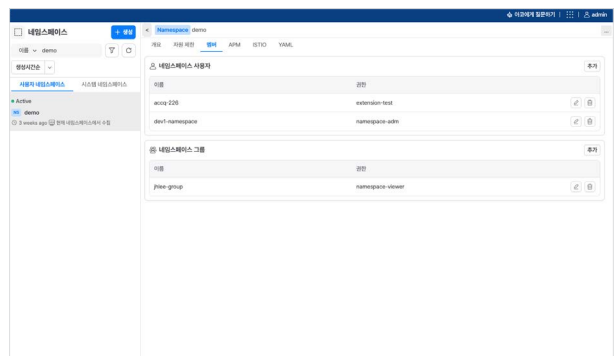 아코에게 질문하기 admin
네임스페이스 + 생성
이름 demo
생성시간순
사용자 네임스페이스 시스템 네임스페이스
Active
NS demo
3 weeks ago 현재 네임스페이스에서 수집
< Namespace demo ...
개요 자원 제한 멤버 APM ISTIO YAML
네임스페이스 사용자 추가
이름 권한
accq-226 extension-test
dev1-namespace namespace-adm
네임스페이스 그룹 추가
이름 권한
jhlee-group namespace-viewer